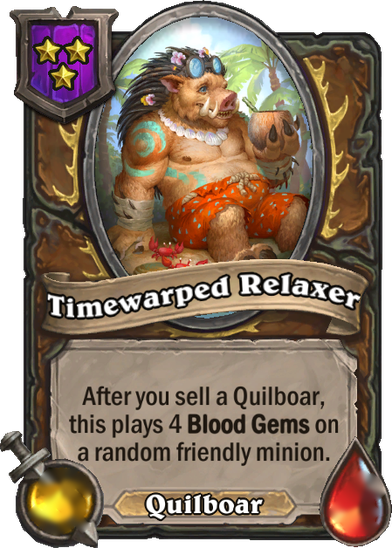 Timewarped Relaxer
After you sell a Quilboar,
this plays 4 Blood Gems on
a random friendly minion.
Quilboar